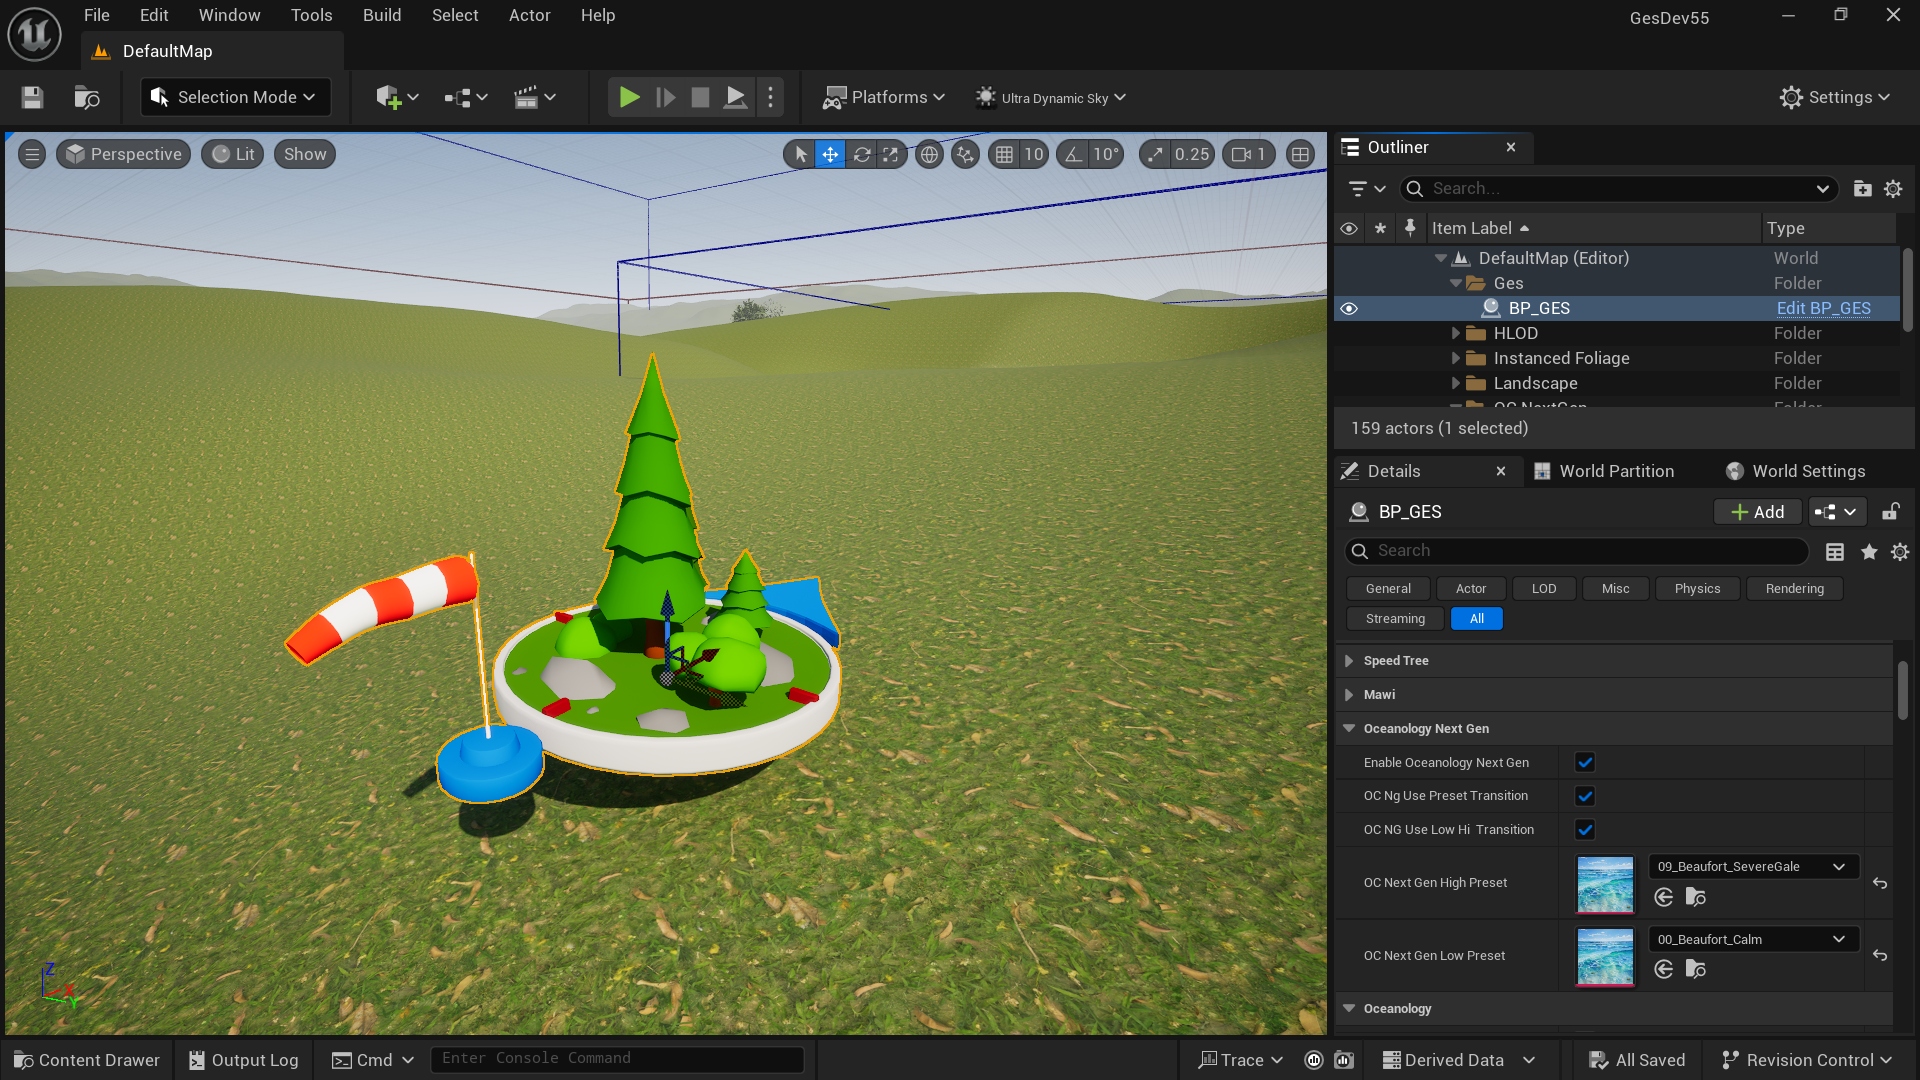 File Edit Window Tools Build Select Actor Help
GesDev55
DefaultMap
Selection Mode
Platforms
Ultra Dynamic Sky
Settings
Perspective
Lit
Show
10
10°
0.25
1
Outliner
Search...
Item Label
Type
DefaultMap (Editor) World
Ges Folder
BP_GES Edit BP_GES
HLOD Folder
Instanced Foliage Folder
Landscape Folder
OC NextGen Folder
159 actors (1 selected)
Details
World Partition
World Settings
BP_GES
Add
Search
General Actor LOD Misc Physics Rendering
Streaming All
Speed Tree
Mawi
Oceanology Next Gen
Enable Oceanology Next Gen
OC Ng Use Preset Transition
OC NG Use Low Hi Transition
OC Next Gen High Preset
09_Beaufort_SevereGale
OC Next Gen Low Preset
00_Beaufort_Calm
Oceanology
Z
X
Y
Content Drawer
Output Log
Cmd
Enter Console Command
Trace
Derived Data
All Saved
Revision Control